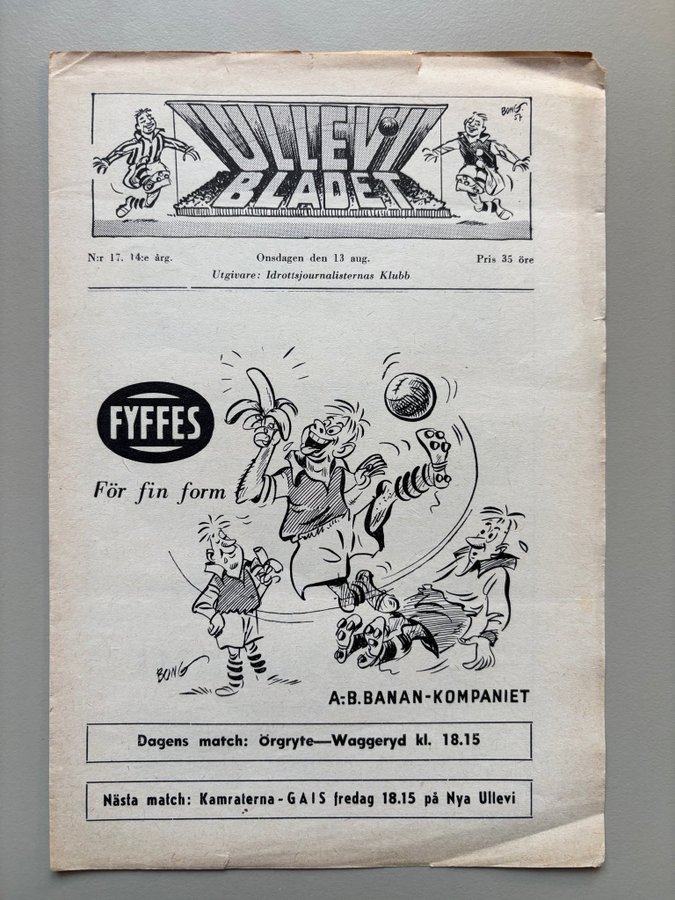 BONG.
57
ULLEVI
BLADET
N:r 17. 14:e årg.
Onsdagen den 13 aug.
Pris 35 öre
Utgivare: Idrottsjournalisternas Klubb
FYFFES
För fin form
BONG
A.-B. BANAN-KOMPANIET
Dagens match: Örgryte—Waggeryd kl. 18.15
Nästa match: Kamraterna - GAIS fredag 18.15 på Nya Ullevi